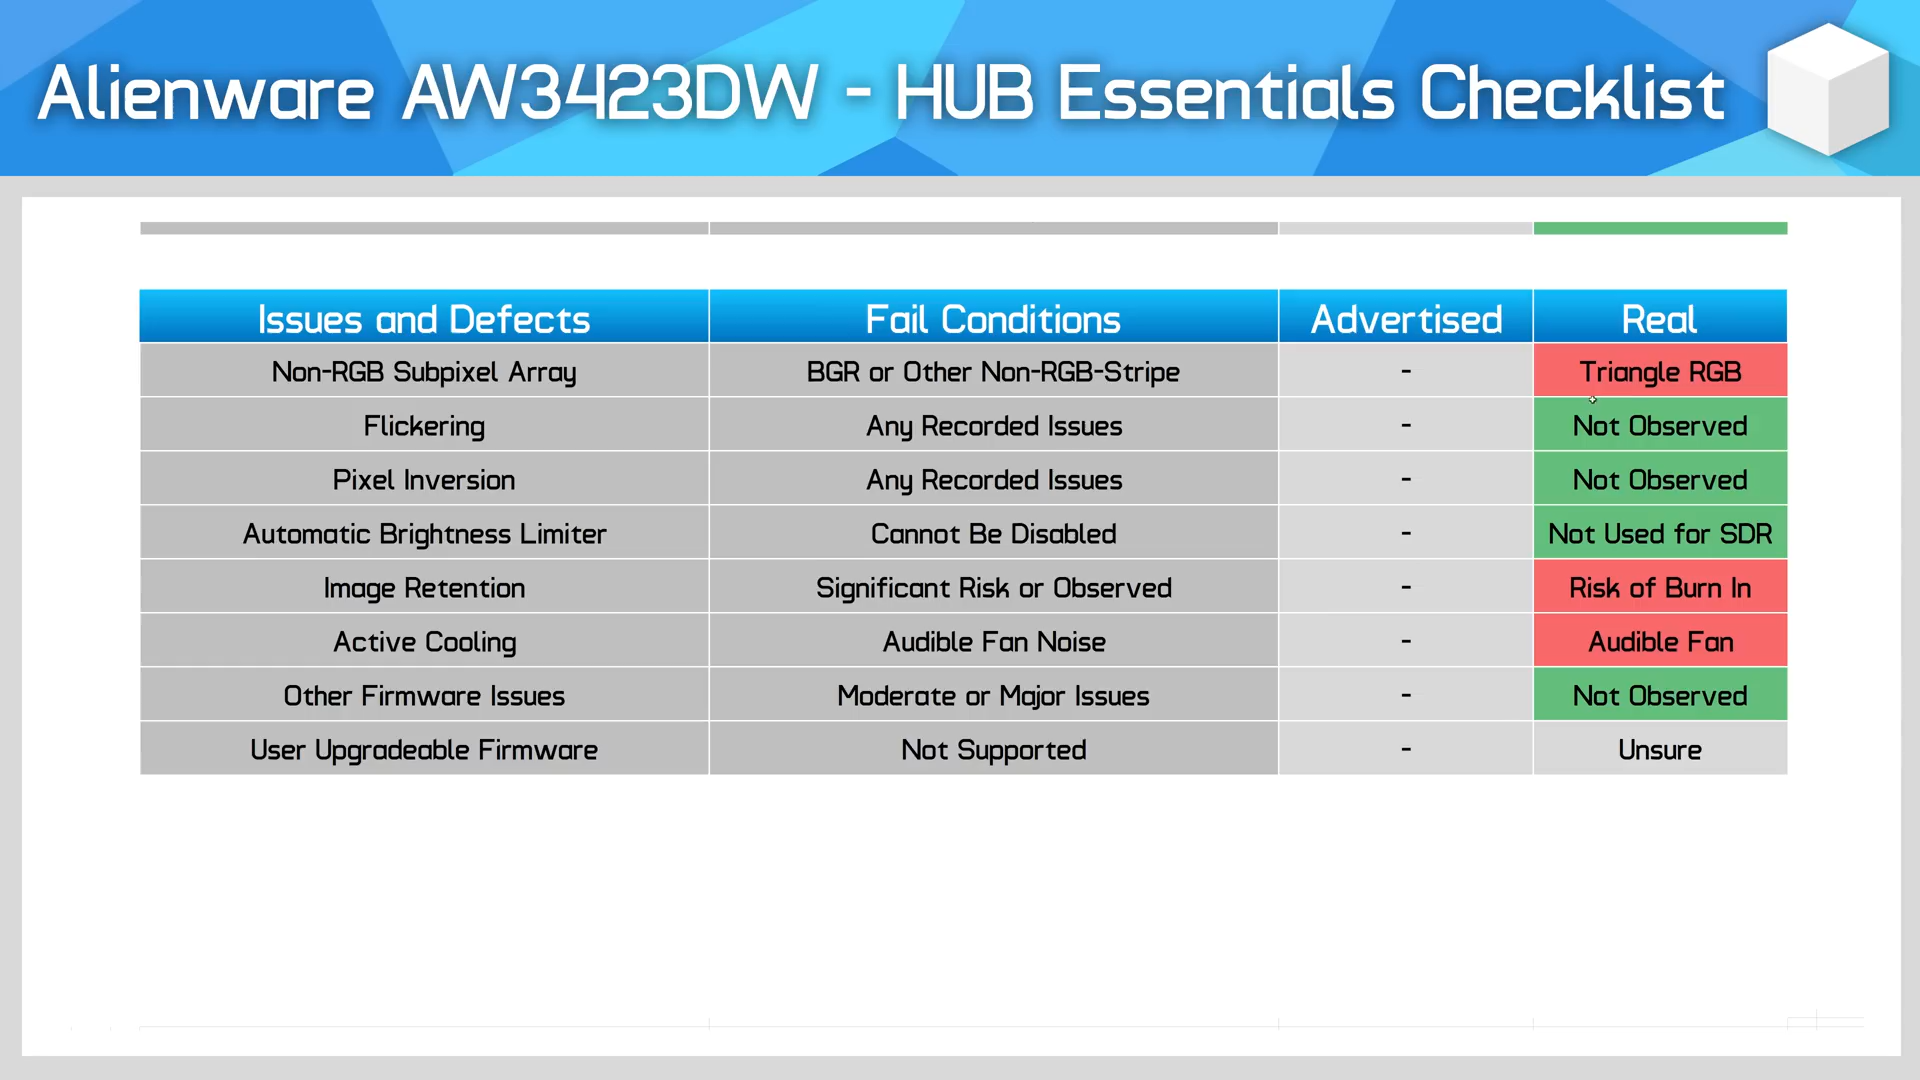 Alienware AW3423DW - HUB Essentials Checklist
Issues and Defects Fail Conditions Advertised Real
Non-RGB Subpixel Array BGR or Other Non-RGB-Stripe - Triangle RGB
Flickering Any Recorded Issues - Not Observed
Pixel Inversion Any Recorded Issues - Not Observed
Automatic Brightness Limiter Cannot Be Disabled - Not Used for SDR
Image Retention Significant Risk or Observed - Risk of Burn In
Active Cooling Audible Fan Noise - Audible Fan
Other Firmware Issues Moderate or Major Issues - Not Observed
User Upgradeable Firmware Not Supported - Unsure